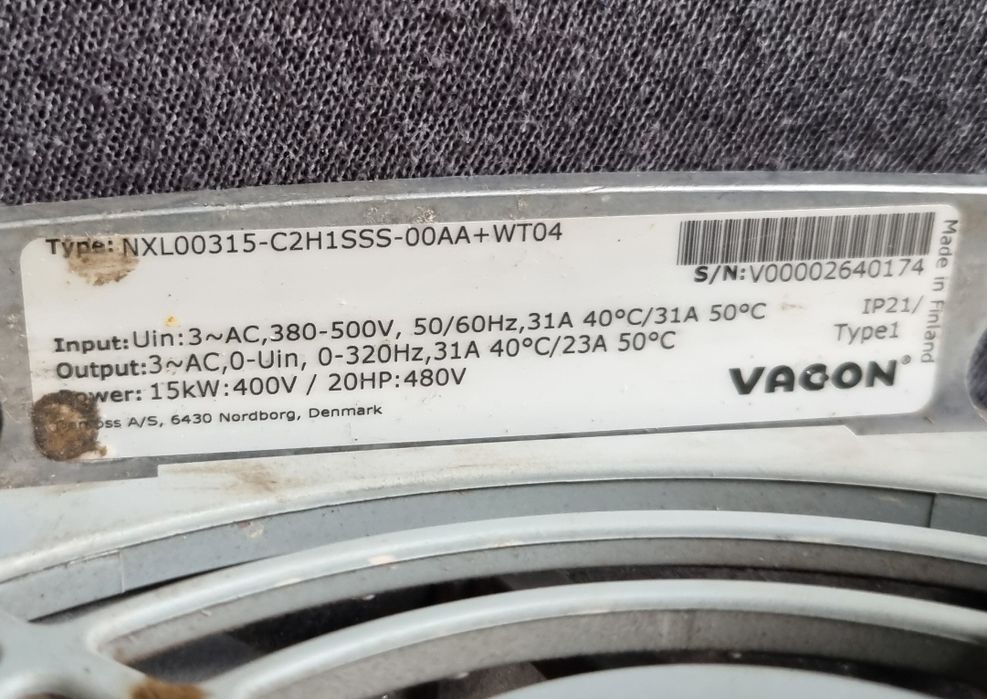 Type: NXL00315-C2H1SSS-00AA+WT04
S/N:V00002640174
Made in Finland
Input:Uin:3~AC,380-500V, 50/60Hz,31A 40°C/31A 50°C
Output:3~AC,0-Uin, 0-320Hz,31A 40°C/23A 50°C
Power: 15kW:400V / 20HP:480V
IP21/
Type1
VACON®
A/S, 6430 Nordborg, Denmark